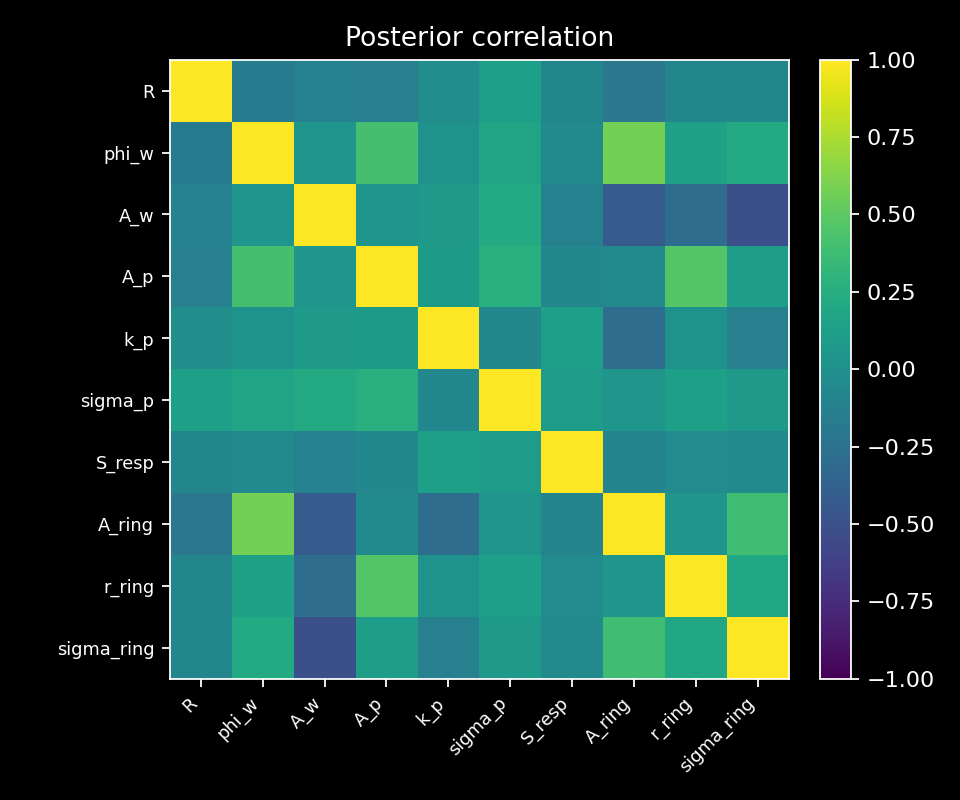 Posterior correlation
R
phi_w
A_w
A_p
k_p
sigma_p
S_resp
A_ring
r_ring
sigma_ring
R
phi_w
A_w
A_p
k_p
sigma_p
S_resp
A_ring
r_ring
sigma_ring
1.00
0.75
0.50
0.25
0.00
−0.25
−0.50
−0.75
−1.00